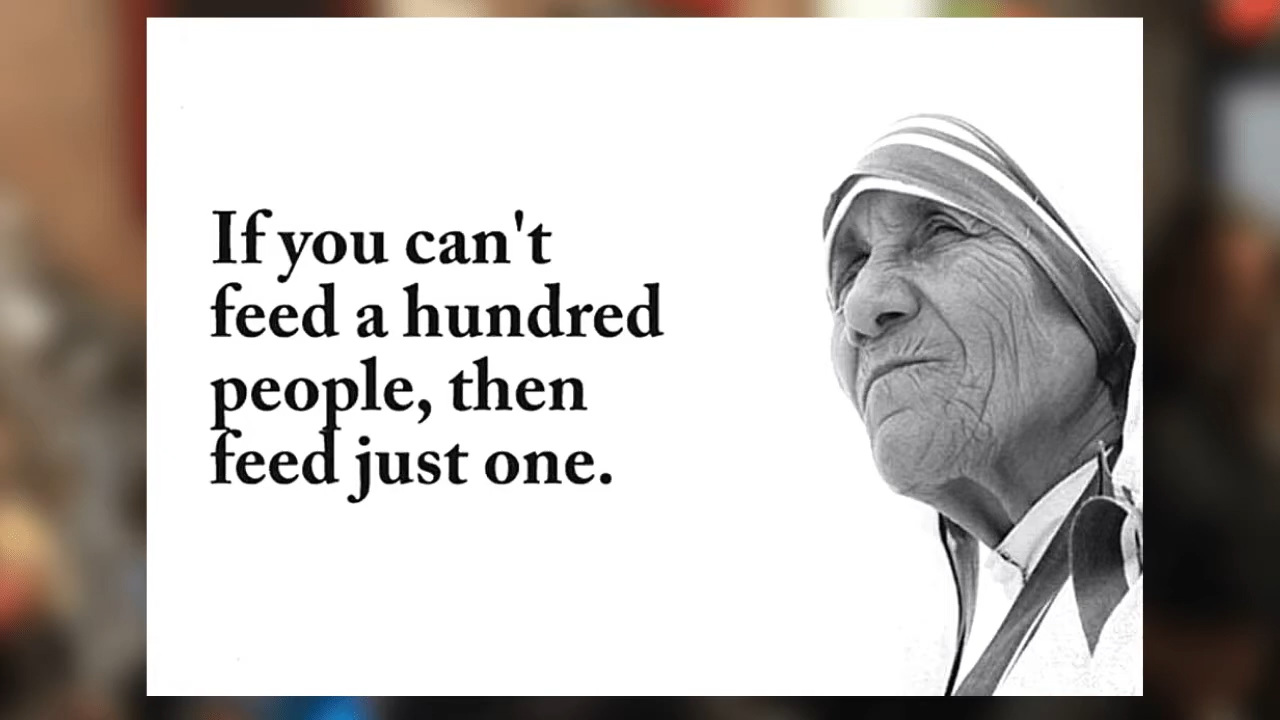 If you can't
feed a hundred
people, then
feed just one.